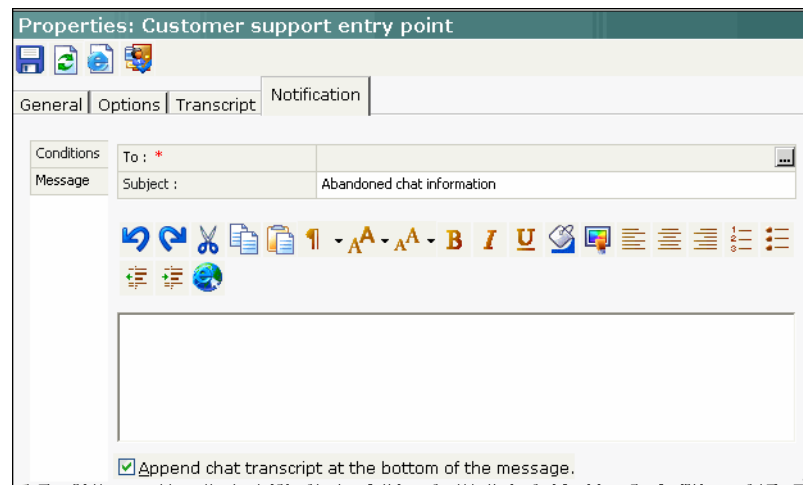 Properties: Customer support entry point
General Options Transcript Notification
Conditions
To : *
...
Message
Subject :
Abandoned chat information
B I U
Append chat transcript at the bottom of the message.